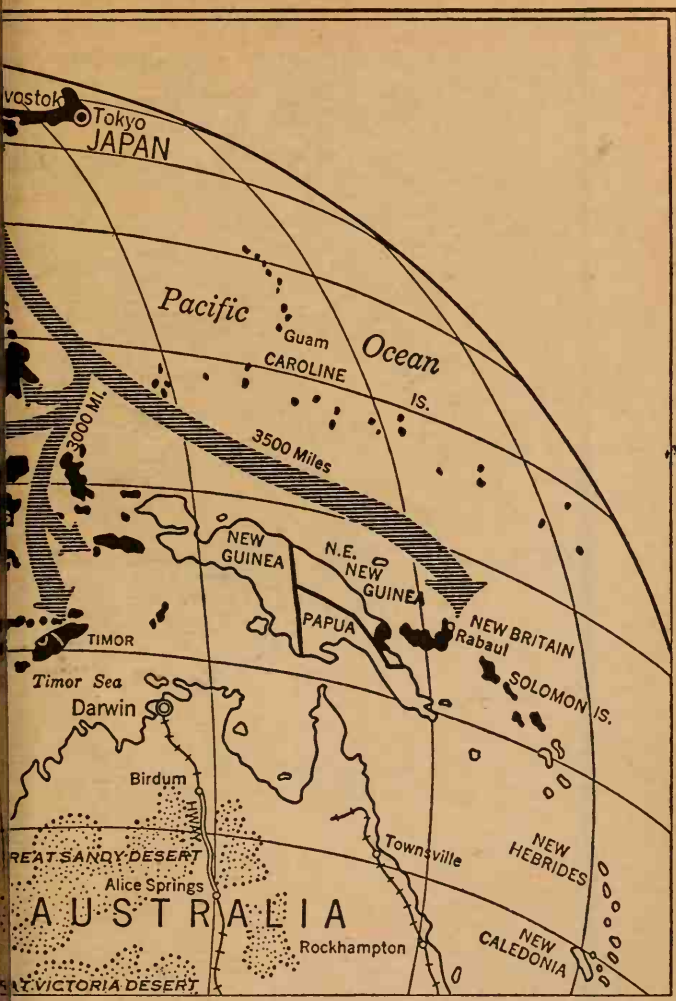 vostok
Tokyo
JAPAN
Pacific
Ocean
Guam
CAROLINE
IS.
3000 MI.
3500 Miles
NEW
GUINEA
N.E.
NEW
GUINEA
PAPUA
NEW BRITAIN
Rabaul
SOLOMON IS.
TIMOR
Timor Sea
Darwin
Birdum
HWAY
REAT SANDY DESERT
Alice Springs
AUSTRALIA
Townsville
Rockhampton
NEW
HEBRIDES
NEW
CALEDONIA
AT. VICTORIA DESERT